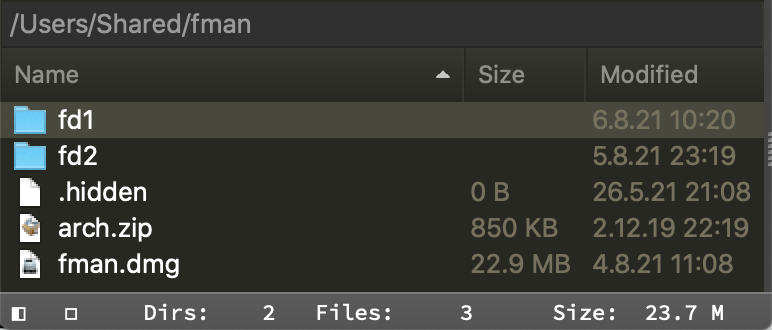 /Users/Shared/fman
Name Size Modified
fd1 6.8.21 10:20
fd2 5.8.21 23:19
.hidden 0 B 26.5.21 21:08
arch.zip 850 KB 2.12.19 22:19
fman.dmg 22.9 MB 4.8.21 11:08
Dirs: 2 Files: 3 Size: 23.7 M